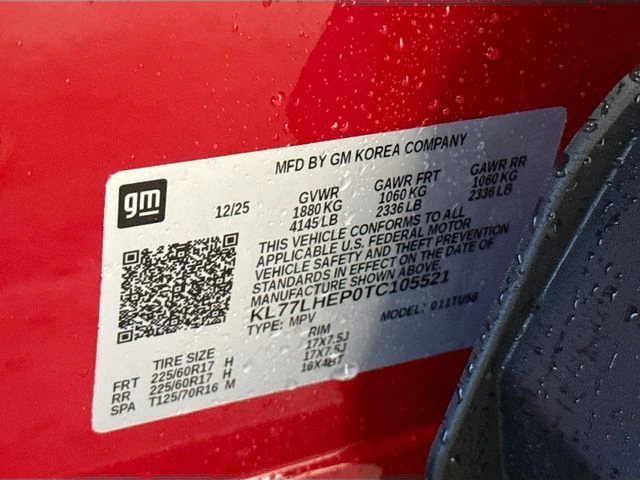 MFD BY GM KOREA COMPANY
gm
12/25
GVWR GAWR FRT GAWR RR
1880 KG 1060 KG 1060 KG
4145 LB 2336 LB 2336 LB
THIS VEHICLE CONFORMS TO ALL
APPLICABLE U.S. FEDERAL MOTOR
VEHICLE SAFETY AND THEFT PREVENTION
STANDARDS IN EFFECT ON THE DATE OF
MANUFACTURE SHOWN ABOVE.
KL77LHEP0TC105521
TYPE: MPV MODEL: 01
TIRE SIZE RIM
FRT 225/60R17 H 17X7.5J
RR 225/60R17 H 17X7.5J
SPA T125/70R16 M 16X4BT